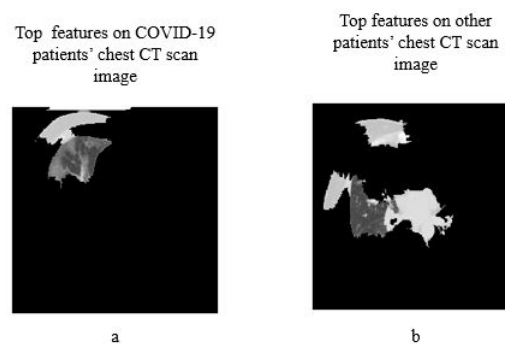 Top features on COVID-19
patients’ chest CT scan
image
Top features on other
patients’ chest CT scan
image
a
b